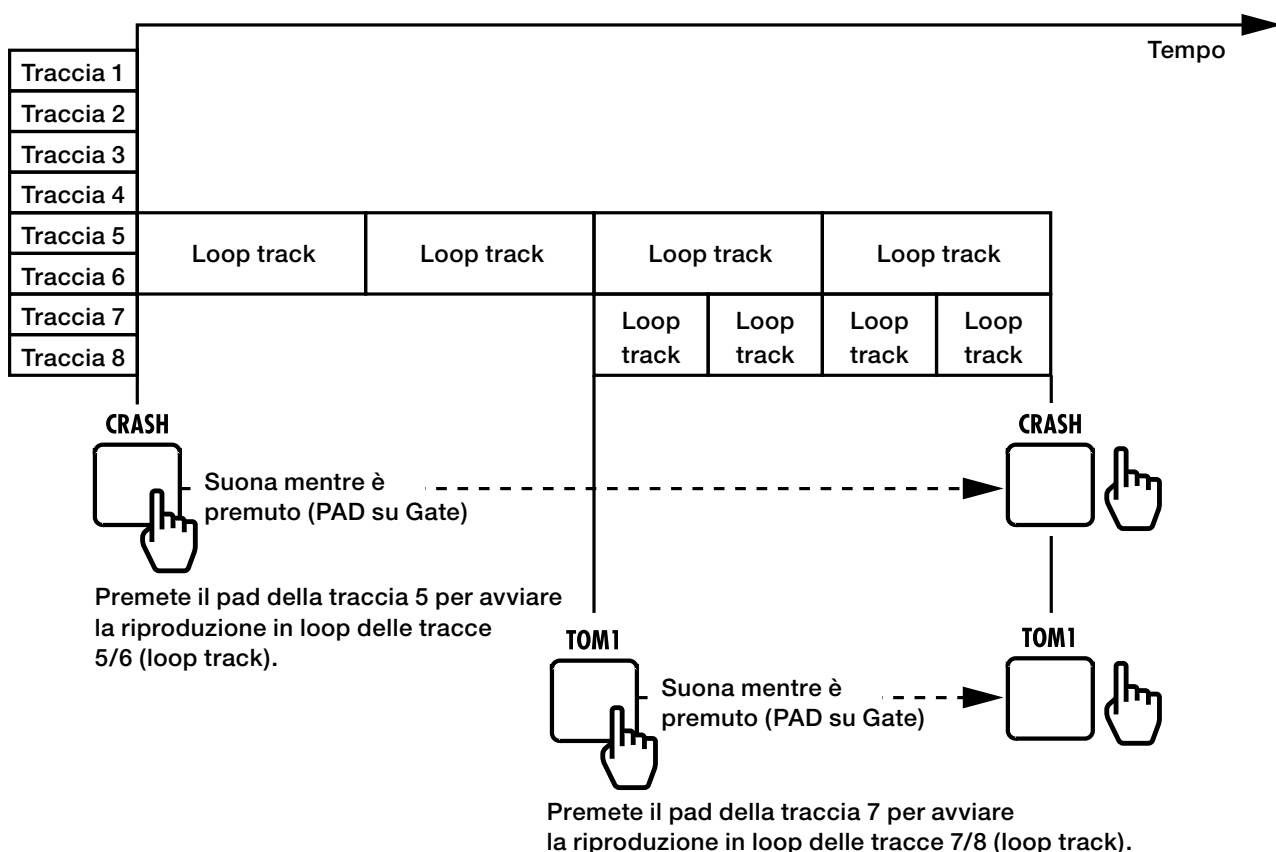 Tempo
Traccia 1
Traccia 2
Traccia 3
Traccia 4
Traccia 5
Traccia 6
Traccia 7
Traccia 8
Loop track
Loop track
Loop track
Loop track
Loop
track
Loop
track
Loop
track
Loop
track
CRASH
Suona mentre è
premuto (PAD su Gate)
CRASH
Premete il pad della traccia 5 per avviare
la riproduzione in loop delle tracce
5/6 (loop track).
TOM1
Suona mentre è
premuto (PAD su Gate)
TOM1
Premete il pad della traccia 7 per avviare
la riproduzione in loop delle tracce 7/8 (loop track).